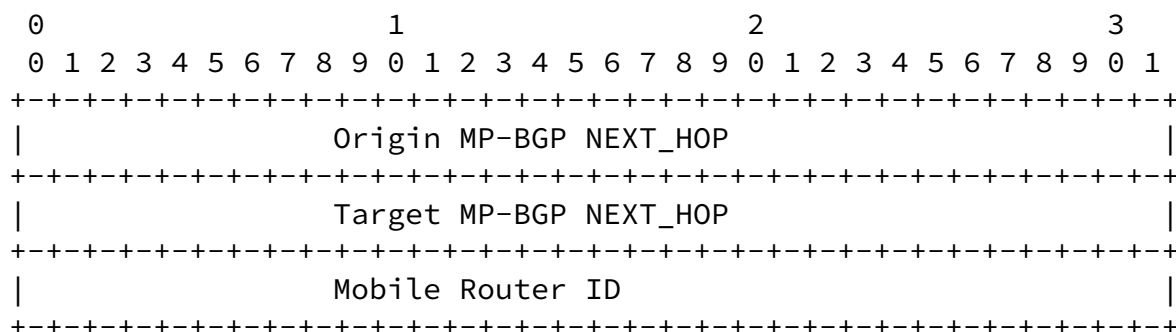 0                   1                   2                   3
 0 1 2 3 4 5 6 7 8 9 0 1 2 3 4 5 6 7 8 9 0 1 2 3 4 5 6 7 8 9 0 1
+-+-+-+-+-+-+-+-+-+-+-+-+-+-+-+-+-+-+-+-+-+-+-+-+-+-+-+-+-+-+-+-+
|                 Origin MP-BGP NEXT_HOP                        |
+-+-+-+-+-+-+-+-+-+-+-+-+-+-+-+-+-+-+-+-+-+-+-+-+-+-+-+-+-+-+-+-+
|                 Target MP-BGP NEXT_HOP                        |
+-+-+-+-+-+-+-+-+-+-+-+-+-+-+-+-+-+-+-+-+-+-+-+-+-+-+-+-+-+-+-+-+
|                 Mobile Router ID                              |
+-+-+-+-+-+-+-+-+-+-+-+-+-+-+-+-+-+-+-+-+-+-+-+-+-+-+-+-+-+-+-+-+